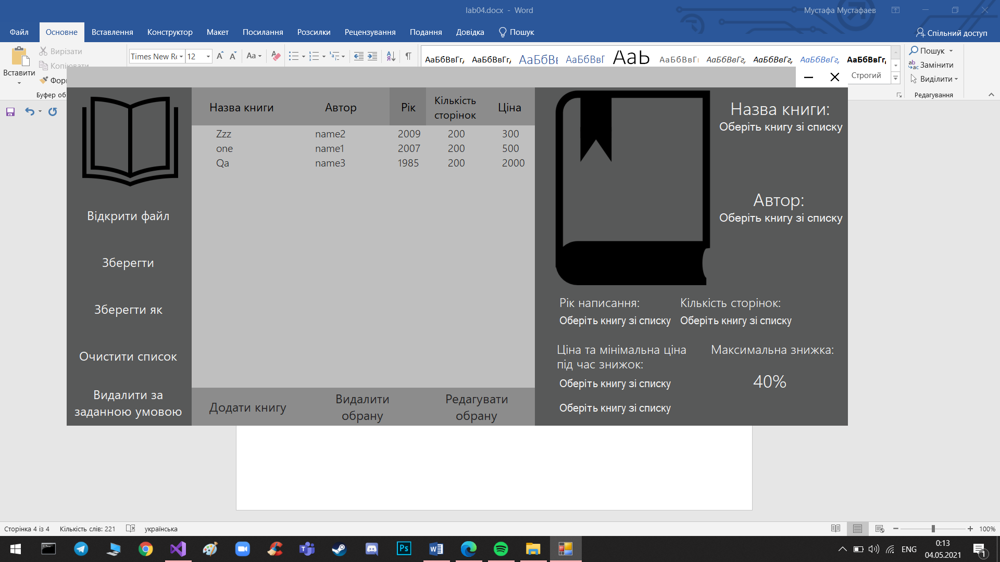 lab04.docx - Word
Мустафа Мустафаев
Файл Основне Вставлення Конструктор Макет Посилання Розсилки Рецензування Подання Довідка Пошук
Спільний доступ
Вставити
Вирізати
Копіювати
Буфер об
Times New Ro 12
Aa
АаБбВвГг, АаБбВвГг, АаБбВв АаБбВвГ АаЬ АаБбВвГг АаБбВвГг, АаБбВвГг, АаБбВвГг, АаБбВвГг,
Строгий
Пошук
Замінити
Виділити
Редагування
Відкрити файл
Зберегти
Зберегти як
Очистити список
Видалити за
заданною умовою
Назва книги Автор Рік Кількість сторінок Ціна
Zzz name2 2009 200 300
one name1 2007 200 500
Qa name3 1985 200 2000
Додати книгу
Видалити
обрану
Редагувати
обрану
Назва книги:
Оберіть книгу зі списку
Автор:
Оберіть книгу зі списку
Рік написання:
Оберіть книгу зі списку
Кількість сторінок:
Оберіть книгу зі списку
Ціна та мінімальна ціна
під час знижок:
Оберіть книгу зі списку
Оберіть книгу зі списку
Максимальна знижка:
40%
Сторінка 4 із 4 Кількість слів: 221 українська
100%
ENG
0:13
04.05.2021
1